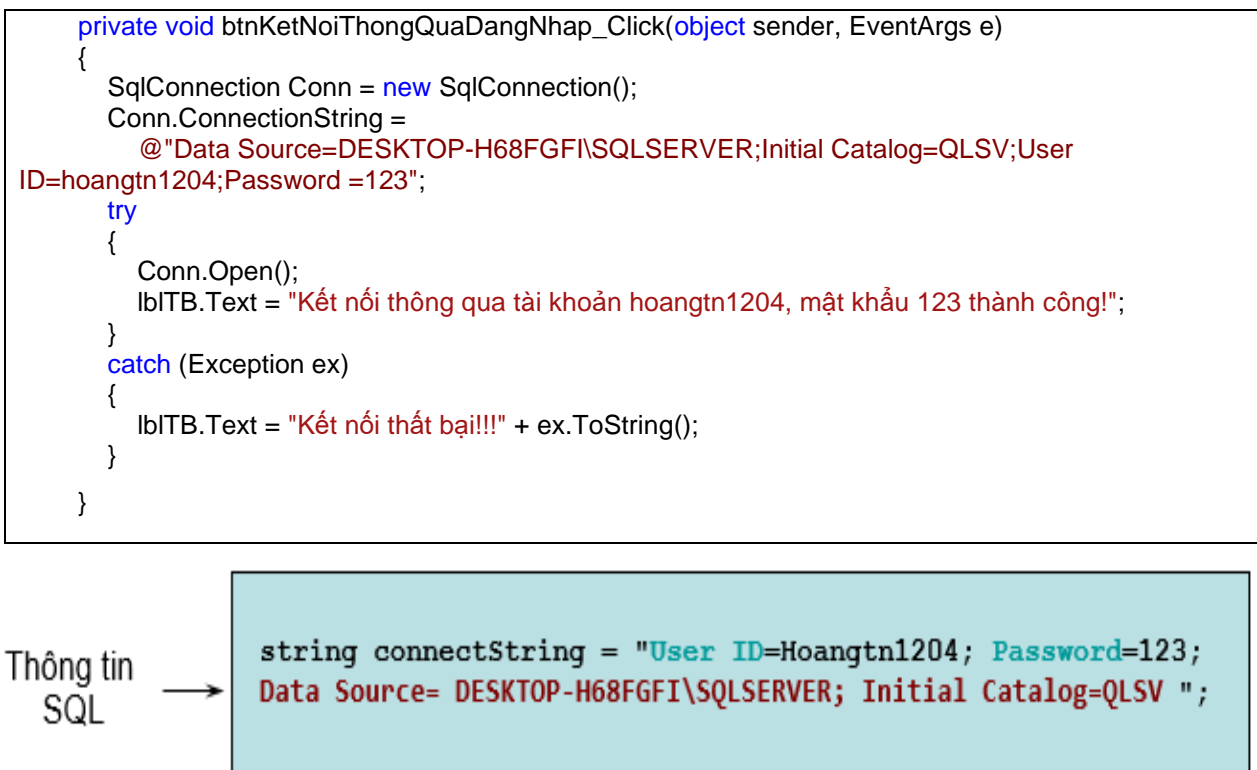 private void btnKetNoiThongQuaDangNhap_Click(object sender, EventArgs e)
{
SqlConnection Conn = new SqlConnection();
Conn.ConnectionString =
@"Data Source=DESKTOP-H68FGFI\SQLSERVER;Initial Catalog=QLSV;User
ID=hoangtn1204;Password =123";
try
{
Conn.Open();
lblTB.Text = "Kết nối thông qua tài khoản hoangtn1204, mật khẩu 123 thành công!";
}
catch (Exception ex)
{
lblTB.Text = "Kết nối thất bại!!!" + ex.ToString();
}
}
Thông tin
SQL
string connectString = "User ID=Hoangtn1204; Password=123;
Data Source= DESKTOP-H68FGFI\SQLSERVER; Initial Catalog=QLSV ";